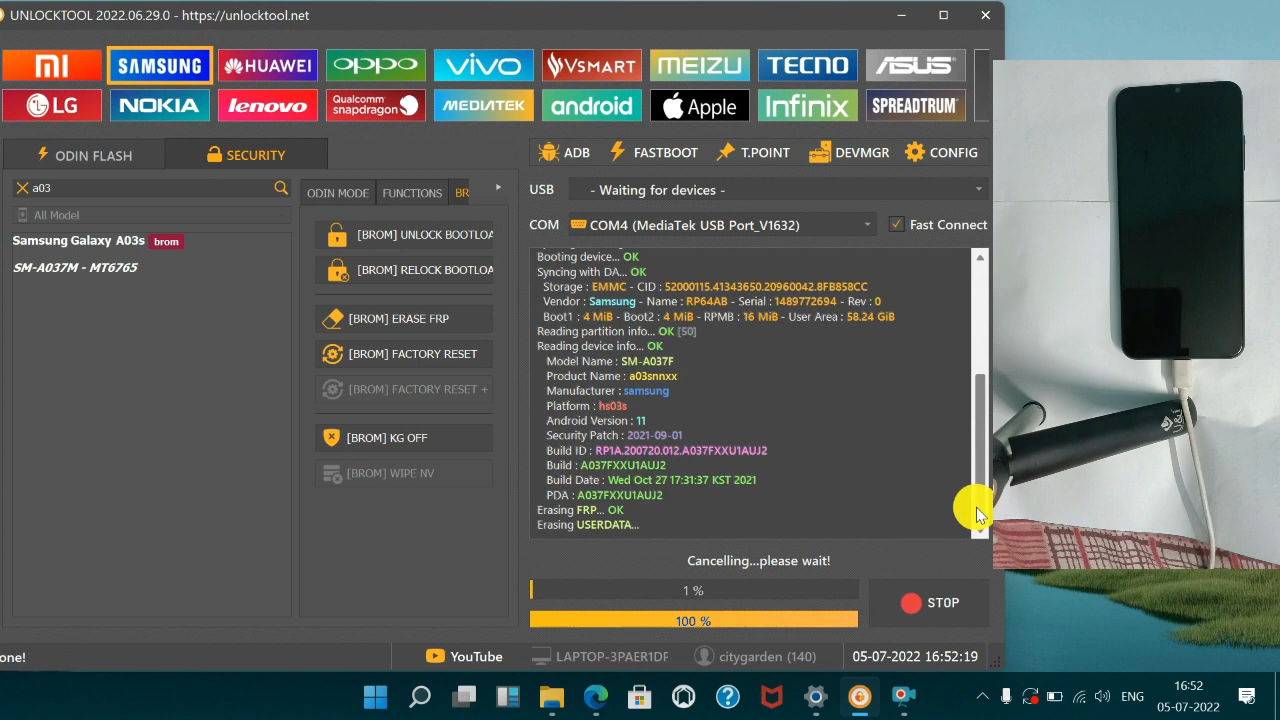 UNLOCKTOOL 2022.06.29.0 - https://unlocktool.net
SAMSUNG HUAWEI oppo vivo VSMART MEIZU TECNO ASUS
LG NOKIA lenovo Qualcomm snapdragon MEDIATEK android Apple Infinix SPREADTRUM
ODIN FLASH SECURITY
ADB FASTBOOT T.POINT DEVMGR CONFIG
a03
All Model
Samsung Galaxy A03s brom
SM-A037M - MT6765
ODIN MODE FUNCTIONS BR
[BROM] UNLOCK BOOTLOA
[BROM] RELOCK BOOTLOA
[BROM] ERASE FRP
[BROM] FACTORY RESET
[BROM] FACTORY RESET +
[BROM] KG OFF
[BROM] WIPE NV
USB - Waiting for devices -
COM COM4 (MediaTek USB Port_V1632) Fast Connect
Booting device... OK
Syncing with DA... OK
Storage : EMMC - CID : 52000115.41343650.20960042.8FB858CC
Vendor : Samsung - Name : RP64AB - Serial : 1489772694 - Rev : 0
Boot1 : 4 MiB - Boot2 : 4 MiB - RPMB : 16 MiB - User Area : 58.24 GiB
Reading partition info... OK [50]
Reading device info... OK
Model Name : SM-A037F
Product Name : a03snnxx
Manufacturer : samsung
Platform : hs03s
Android Version : 11
Security Patch : 2021-09-01
Build ID : RP1A.200720.012.A037FXXU1AUJ2
Build : A037FXXU1AUJ2
Build Date : Wed Oct 27 17:31:37 KST 2021
PDA : A037FXXU1AUJ2
Erasing FRP... OK
Erasing USERDATA...
Cancelling...please wait!
1 %
100 %
STOP
one! YouTube LAPTOP-3PAER1DF citygarden (140) 05-07-2022 16:52:19
U&i
ENG
16:52
05-07-2022